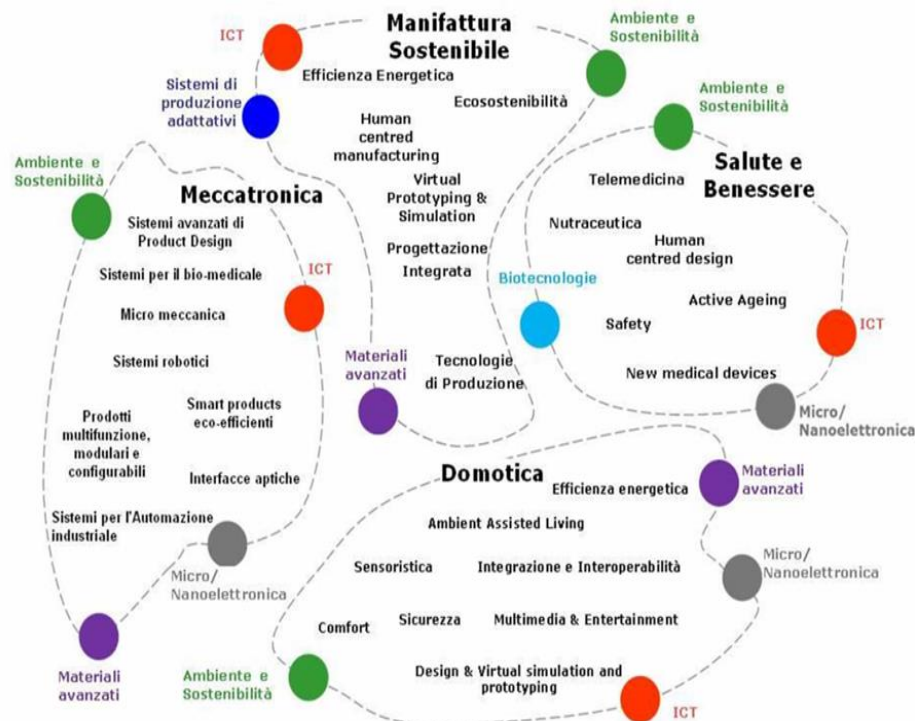 Manifattura
Sostenibile
ICT
Efficienza Energetica
Ambiente e
Sostenibilità
Sistemi di
produzione
adattativi
Ecosostenibilità
Human
centred
manufacturing
Virtual
Prototyping &
Simulation
Progettazione
Integrata
Materiali
avanzati
Tecnologie
di Produzione
Ambiente e
Sostenibilità
Salute e
Benessere
Telemedicina
Nutraceutica
Human
centred design
Biotecnologie
Active Ageing
Safety
ICT
New medical devices
Micro/
Nanoelettronica
Ambiente e
Sostenibilità
Meccatronica
Sistemi avanzati di
Product Design
Sistemi per il bio-medicale
ICT
Micro meccanica
Sistemi robotici
Prodotti
multifunzione,
modulari e
configurabili
Smart products
eco-efficienti
Interfacce aptiche
Sistemi per l'Automazione
industriale
Micro/
Nanoelettronica
Materiali
avanzati
Domotica
Efficienza energetica
Materiali
avanzati
Ambient Assisted Living
Sensoristica
Integrazione e Interoperabilità
Micro/
Nanoelettronica
Comfort
Sicurezza
Multimedia & Entertainment
Ambiente e
Sostenibilità
Design & Virtual simulation and
prototyping
ICT